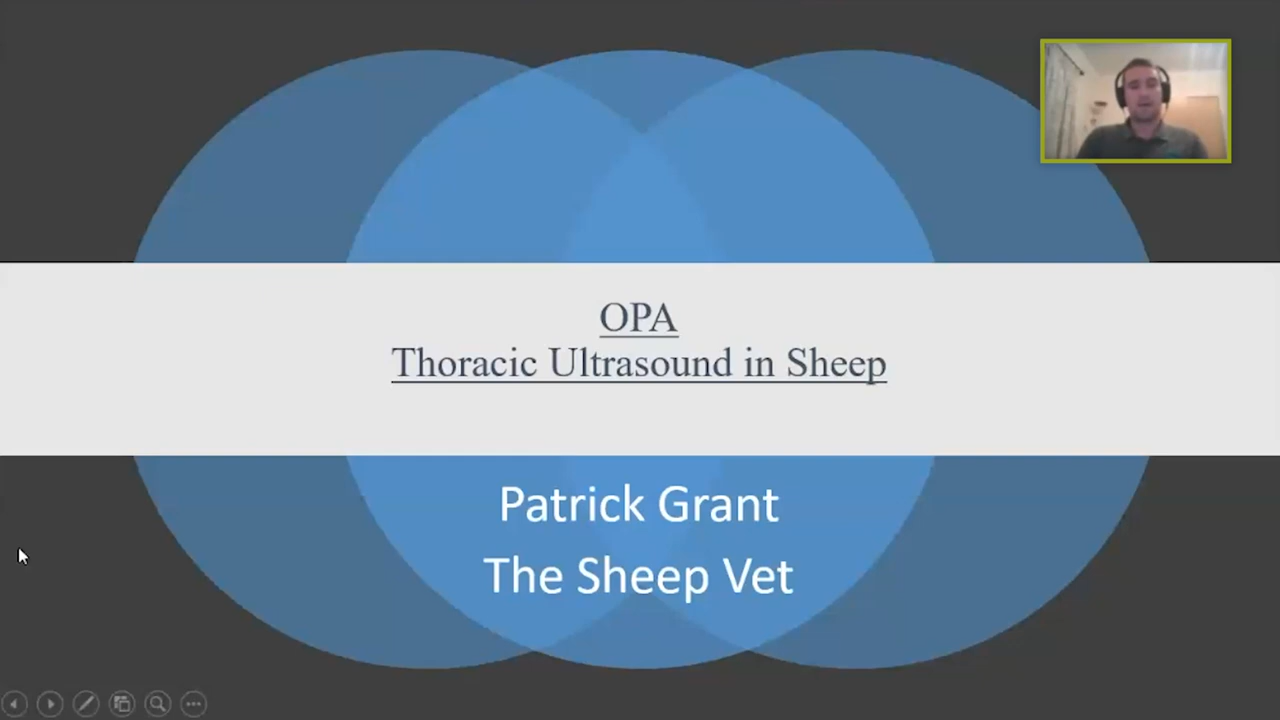 OPA
Thoracic Ultrasound in Sheep
Patrick Grant
The Sheep Vet